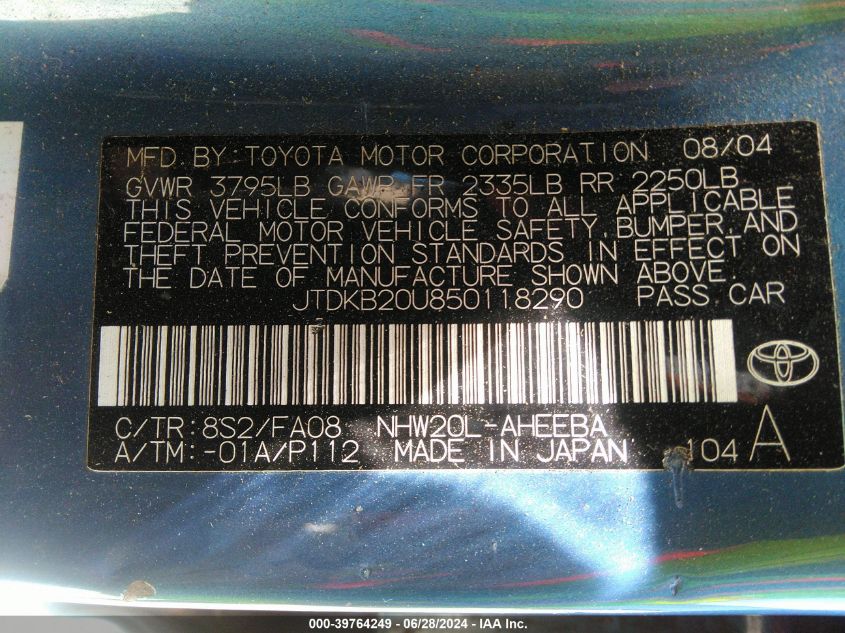 MFD. BY: TOYOTA MOTOR CORPORATION 08/04
GVWR 3795LB GAWR FR 2335LB RR 2250LB
THIS VEHICLE CONFORMS TO ALL APPLICABLE
FEDERAL MOTOR VEHICLE SAFETY, BUMPER, AND
THEFT PREVENTION STANDARDS IN EFFECT ON
THE DATE OF MANUFACTURE SHOWN ABOVE.
JTDKB20U850118290 PASS. CAR
C/TR: 8S2/FA08 NHW20L-AHEEBA
A/TM: -01A/P112 MADE IN JAPAN 104 A
000-39764249 - 06/28/2024 - IAA Inc.